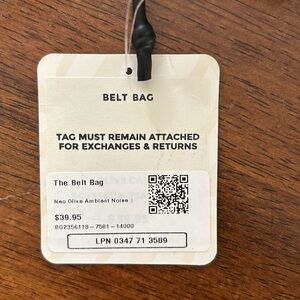 BELT BAG
TAG MUST REMAIN ATTACHED
FOR EXCHANGES & RETURNS
The Belt Bag
Neo Olive Ambient Noise |
$39.95
BG2356118-7581-14000
LPN 0347 71 3589